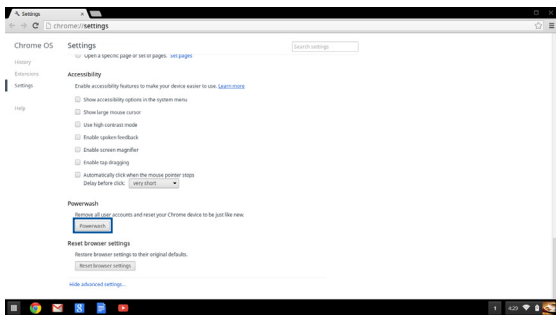 Settings
chrome://settings
Chrome OS
Settings
Search settings
History
Extensions
Settings
Help
Open a specific page or set of pages. Set pages
Accessibility
Enable accessibility features to make your device easier to use. Learn more
Show accessibility options in the system menu
Show large mouse cursor
Use high contrast mode
Enable spoken feedback
Enable screen magnifier
Enable tap dragging
Automatically click when the mouse pointer stops
Delay before click: very short
Powerwash
Remove all user accounts and reset your Chrome device to be just like new.
Powerwash
Reset browser settings
Restore browser settings to their original defaults.
Reset browser settings
Hide advanced settings...
8
1
4:20